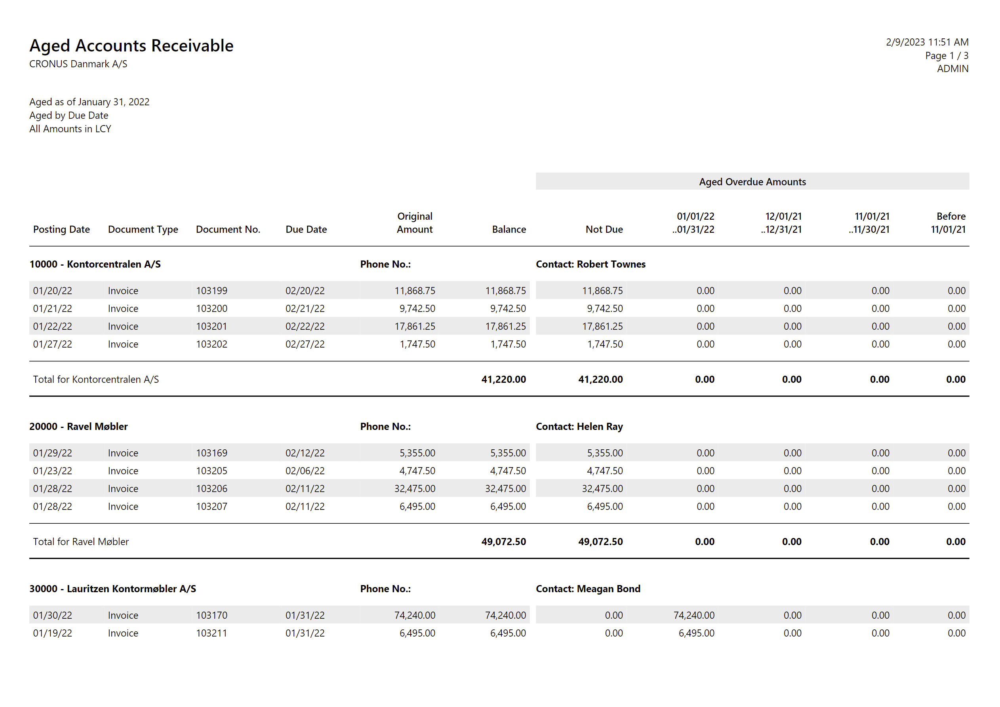 Aged Accounts Receivable
CRONUS Danmark A/S
2/9/2023 11:51 AM
Page 1 / 3
ADMIN
Aged as of January 31, 2022
Aged by Due Date
All Amounts in LCY
Aged Overdue Amounts
Original 01/01/22 12/01/21 11/01/21 Before
Posting Date Document Type Document No. Due Date Amount Balance Not Due ..01/31/22 ..12/31/21 ..11/30/21 11/01/21
10000 - Kontorcentralen A/S Phone No.: Contact: Robert Townes
01/20/22 Invoice 103199 02/20/22 11,868.75 11,868.75 11,868.75 0.00 0.00 0.00 0.00
01/21/22 Invoice 103200 02/21/22 9,742.50 9,742.50 9,742.50 0.00 0.00 0.00 0.00
01/22/22 Invoice 103201 02/22/22 17,861.25 17,861.25 17,861.25 0.00 0.00 0.00 0.00
01/27/22 Invoice 103202 02/27/22 1,747.50 1,747.50 1,747.50 0.00 0.00 0.00 0.00
Total for Kontorcentralen A/S 41,220.00 41,220.00 0.00 0.00 0.00 0.00
20000 - Ravel Møbler Phone No.: Contact: Helen Ray
01/29/22 Invoice 103169 02/12/22 5,355.00 5,355.00 5,355.00 0.00 0.00 0.00 0.00
01/23/22 Invoice 103205 02/06/22 4,747.50 4,747.50 4,747.50 0.00 0.00 0.00 0.00
01/28/22 Invoice 103206 02/11/22 32,475.00 32,475.00 32,475.00 0.00 0.00 0.00 0.00
01/28/22 Invoice 103207 02/11/22 6,495.00 6,495.00 6,495.00 0.00 0.00 0.00 0.00
Total for Ravel Møbler 49,072.50 49,072.50 0.00 0.00 0.00 0.00
30000 - Lauritzen Kontormøbler A/S Phone No.: Contact: Meagan Bond
01/30/22 Invoice 103170 01/31/22 74,240.00 74,240.00 0.00 74,240.00 0.00 0.00 0.00
01/19/22 Invoice 103211 01/31/22 6,495.00 6,495.00 0.00 6,495.00 0.00 0.00 0.00